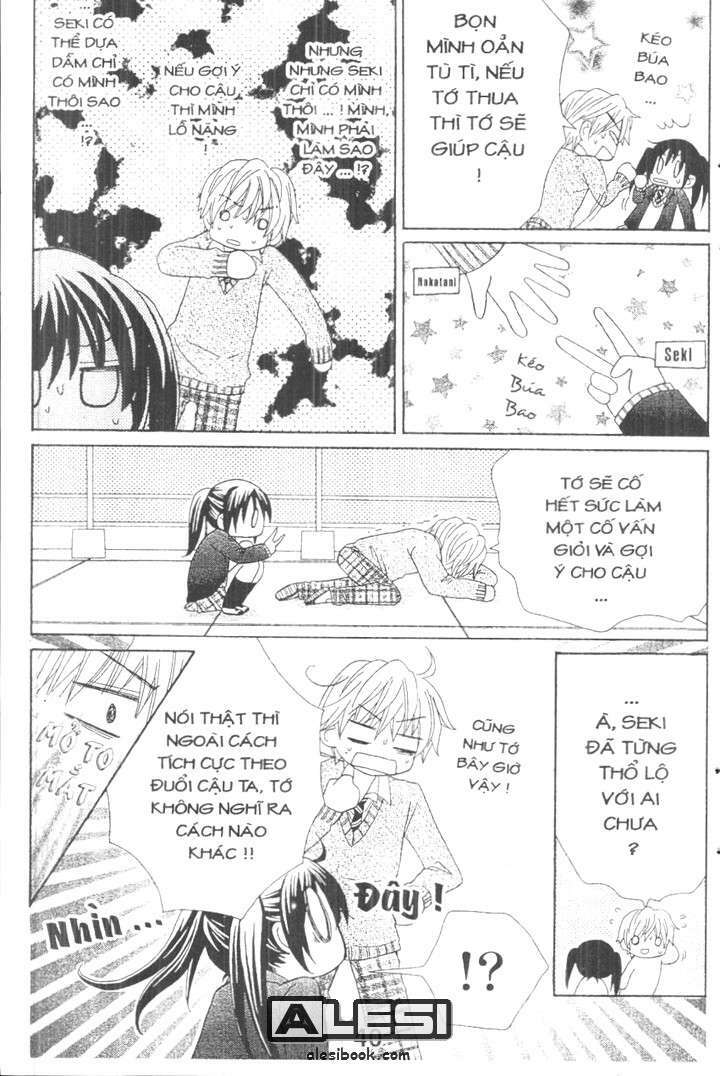 BỌN
MÌNH OẲN
TÙ TÌ, NẾU
TỚ THUA
THÌ TỚ SẼ
GIÚP CẬU
!
KÉO
BÚA
BAO
...
NHƯNG
NHƯNG SEKI
CHỈ CÓ MÌNH
THÔI ... ! MÌNH,
MÌNH PHẢI
LÀM SAO
ĐÂY ... !?
NẾU GỢI Ý
CHO CẬU
THÌ MÌNH
LỖ NẶNG
!
SEKI CÓ
THỂ DỰA
DẪM CHỈ
CÓ MÌNH
THÔI SAO
...
!?
Nakatani
Seki
Kéo
Búa
Bao
TỚ SẼ CỐ
HẾT SỨC LÀM
MỘT CỐ VẤN
GIỎI VÀ GỢI
Ý CHO CẬU
...
...
À, SEKI
ĐÃ TỪNG
THỔ LỘ
VỚI AI
CHƯA
?
CŨNG
NHƯ TỚ
BÂY GIỜ
VẬY !
NÓI THẬT THÌ
NGOÀI CÁCH
TÍCH CỰC THEO
ĐUỔI CẬU TA, TỚ
KHÔNG NGHĨ RA
CÁCH NÀO
KHÁC !!
MỞ TO
MẮT
Nhìn ...
Đây !
!?
ALESI
alesibook.com